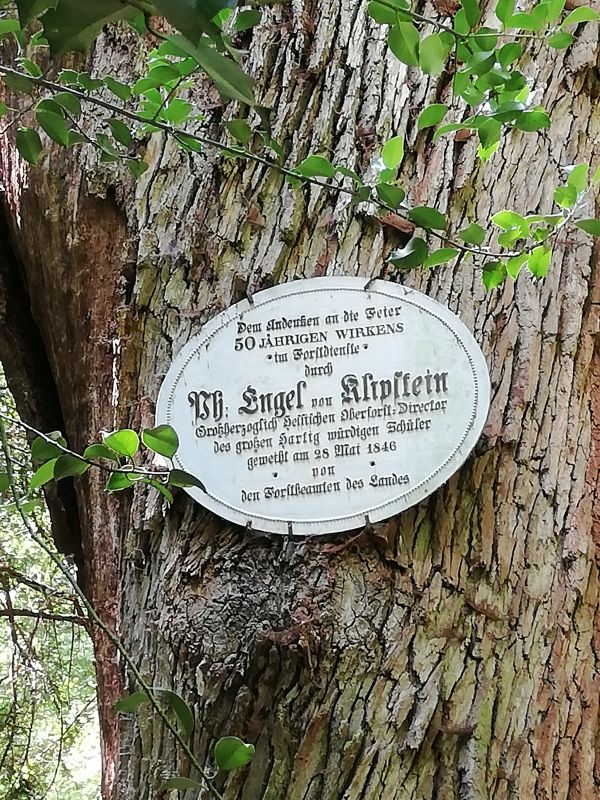 Dem Andenken an die Feier
50 JÄHRIGEN WIRKENS
• im Forstdienste •
durch
Ph: Engel von Klipstein
Großherzoglich Hessischen Oberforst-Director
des großen Hartig würdigen Schüler
geweiht am 28 Mai 1846
• von •
den Forstbeamten des Landes